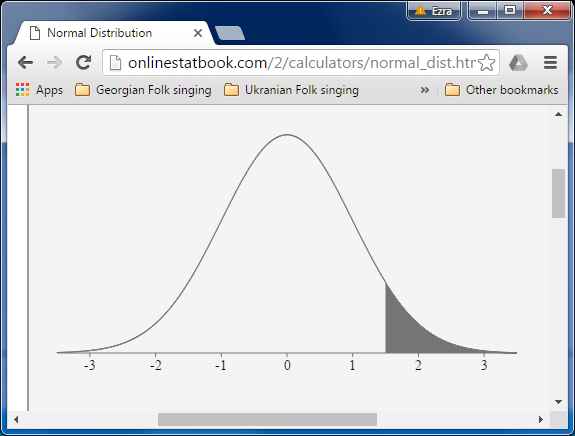 Ezra
Normal Distribution
onlinestatbook.com/2/calculators/normal_dist.htm
Apps Georgian Folk singing Ukranian Folk singing » Other bookmarks
-3 -2 -1 0 1 2 3